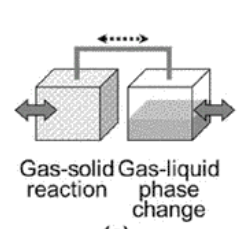 Gas-solid Gas-liquid
reaction phase
change